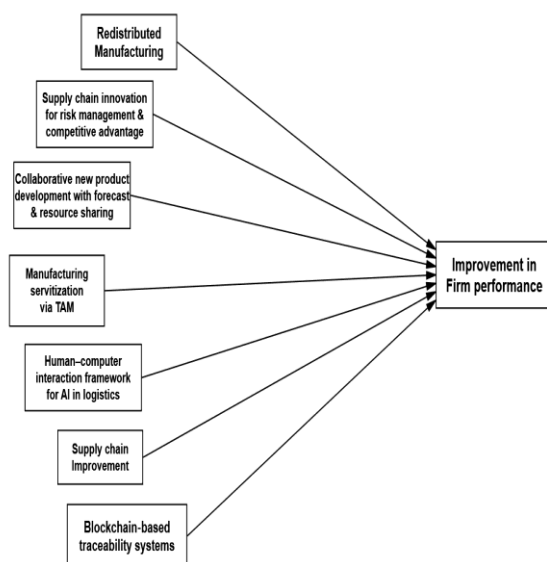 Redistributed
Manufacturing
Supply chain innovation
for risk management &
competitive advantage
Collaborative new product
development with forecast
& resource sharing
Manufacturing
servitization
via TAM
Human–computer
interaction framework
for AI in logistics
Supply chain
Improvement
Blockchain-based
traceability systems
Improvement in
Firm performance